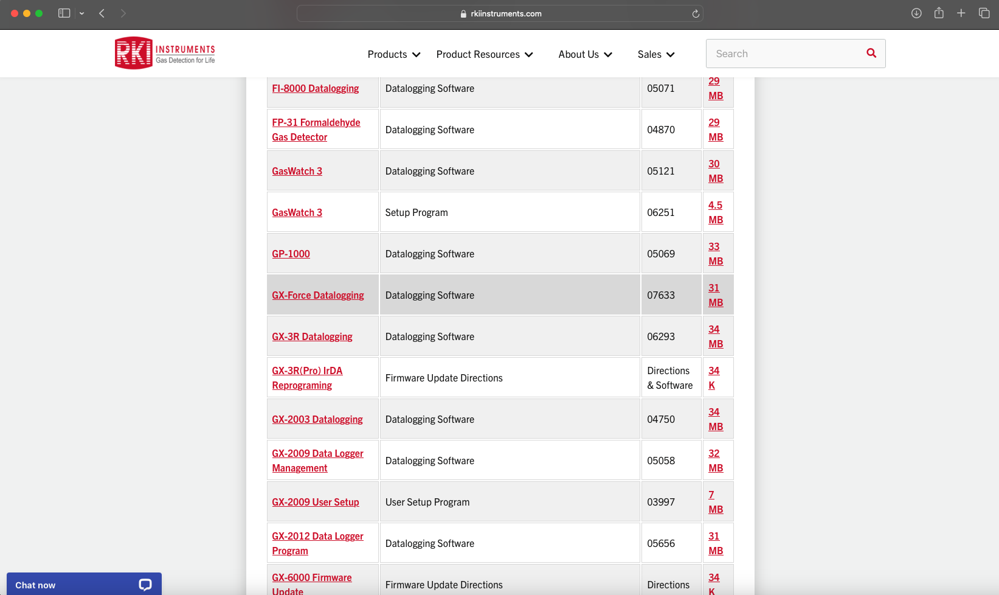 rkiinstruments.com
RKI INSTRUMENTS
Gas Detection for Life
Products
Product Resources
About Us
Sales
Search
FI-8000 Datalogging
Datalogging Software
05071
29
MB
FP-31 Formaldehyde
Gas Detector
Datalogging Software
04870
29
MB
GasWatch 3
Datalogging Software
05121
30
MB
GasWatch 3
Setup Program
06251
4.5
MB
GP-1000
Datalogging Software
05069
33
MB
GX-Force Datalogging
Datalogging Software
07633
31
MB
GX-3R Datalogging
Datalogging Software
06293
34
MB
GX-3R(Pro) IrDA
Reprograming
Firmware Update Directions
Directions
& Software
34
K
GX-2003 Datalogging
Datalogging Software
04750
34
MB
GX-2009 Data Logger
Management
Datalogging Software
05058
32
MB
GX-2009 User Setup
User Setup Program
03997
7
MB
GX-2012 Data Logger
Program
Datalogging Software
05656
31
MB
GX-6000 Firmware
Update
Firmware Update Directions
Directions
34
K
Chat now